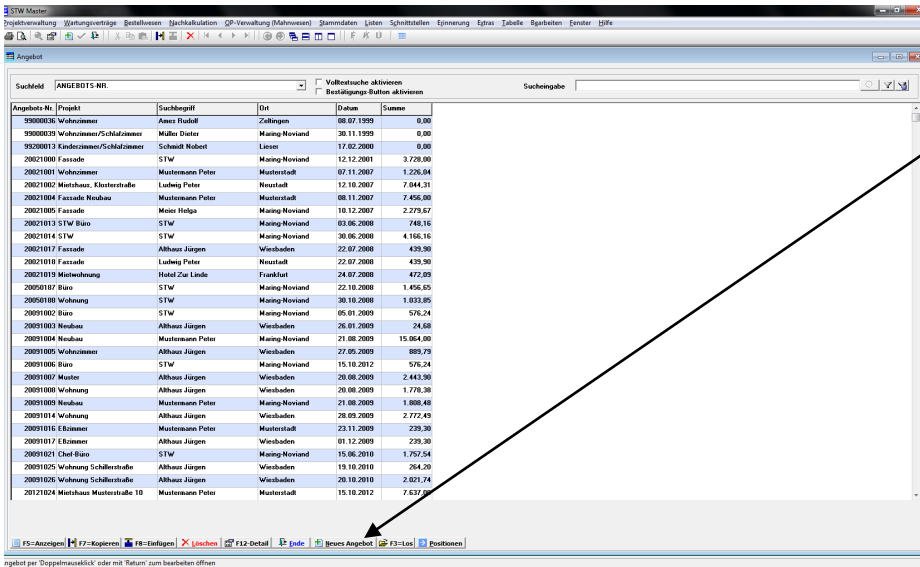 STW Master
Projektverwaltung Wartungsverträge Bestellwesen Nachkalkulation OP-Verwaltung (Mahnwesen) Stammdaten Listen Schnittstellen Erinnerung Extras Tabelle Bearbeiten Fenster Hilfe
Angebot
Suchfeld ANGEBOTS-NR. Volltextsuche aktivieren Sucheingabe
Bestätigungs-Button aktivieren
Angebots-Nr. Projekt Suchbegriff Ort Datum Summe
99000036 Wohnzimmer Ames Rudolf Zeltingen 08.07.1999 0,00
99000039 Wohnzimmer/Schlafzimmer Müller Dieter Maring-Noviand 30.11.1999 0,00
99200013 Kinderzimmer/Schlafzimmer Schmidt Nobert Lieser 17.02.2000 0,00
20021000 Fassade STW Maring-Noviand 12.12.2001 3.728,00
20021001 Wohnzimmer Mustermann Peter Musterstadt 07.11.2007 1.226,04
20021002 Mietshaus, Klosterstraße Ludwig Peter Neustadt 12.10.2007 7.044,31
20021004 Fassade Neubau Mustermann Peter Musterstadt 08.11.2007 7.456,00
20021005 Fassade Meier Helga Maring-Noviand 10.12.2007 2.279,67
20021013 STW Büro STW Maring-Noviand 03.06.2008 748,16
20021014 STW STW Maring-Noviand 30.06.2008 4.166,16
20021017 Fassade Althaus Jürgen Wiesbaden 22.07.2008 439,90
20021018 Fassade Ludwig Peter Neustadt 22.07.2008 439,90
20021019 Mietwohnung Hotel Zur Linde Frankfurt 24.07.2008 472,09
20050187 Büro STW Maring-Noviand 22.10.2008 1.456,65
20050188 Wohnung STW Maring-Noviand 30.10.2008 1.033,85
20091002 Büro STW Maring-Noviand 05.01.2009 576,24
20091003 Neubau Althaus Jürgen Wiesbaden 26.01.2009 24,68
20091004 Neubau Mustermann Peter Maring-Noviand 21.08.2009 15.064,00
20091005 Wohnzimmer Althaus Jürgen Wiesbaden 27.05.2009 889,79
20091006 Büro STW Maring-Noviand 15.10.2012 576,24
20091007 Muster Althaus Jürgen Wiesbaden 20.08.2009 2.443,90
20091008 Wohnung Althaus Jürgen Wiesbaden 20.08.2009 1.778,38
20091009 Neubau Mustermann Peter Maring-Noviand 21.08.2009 1.808,48
20091014 Wohnung Althaus Jürgen Wiesbaden 28.09.2009 2.772,49
20091016 Eßzimmer Mustermann Peter Musterstadt 23.11.2009 239,30
20091017 Eßzimmer Althaus Jürgen Wiesbaden 01.12.2009 239,30
20091021 Chef-Büro STW Maring-Noviand 15.06.2010 1.757,54
20091025 Wohnung Schillerstraße Althaus Jürgen Wiesbaden 19.10.2010 264,20
20091026 Wohnung Schillerstraße Althaus Jürgen Wiesbaden 20.10.2010 2.021,74
20121024 Mietshaus Musterstraße 10 Mustermann Peter Musterstadt 15.10.2012 7.637,00
F5=Anzeigen F7=Kopieren F8=Einfügen Löschen F12-Detail Ende Neues Angebot F3=Los Positionen
ngebot per 'Doppelmauseklick' oder mit 'Return' zum bearbeiten öffnen